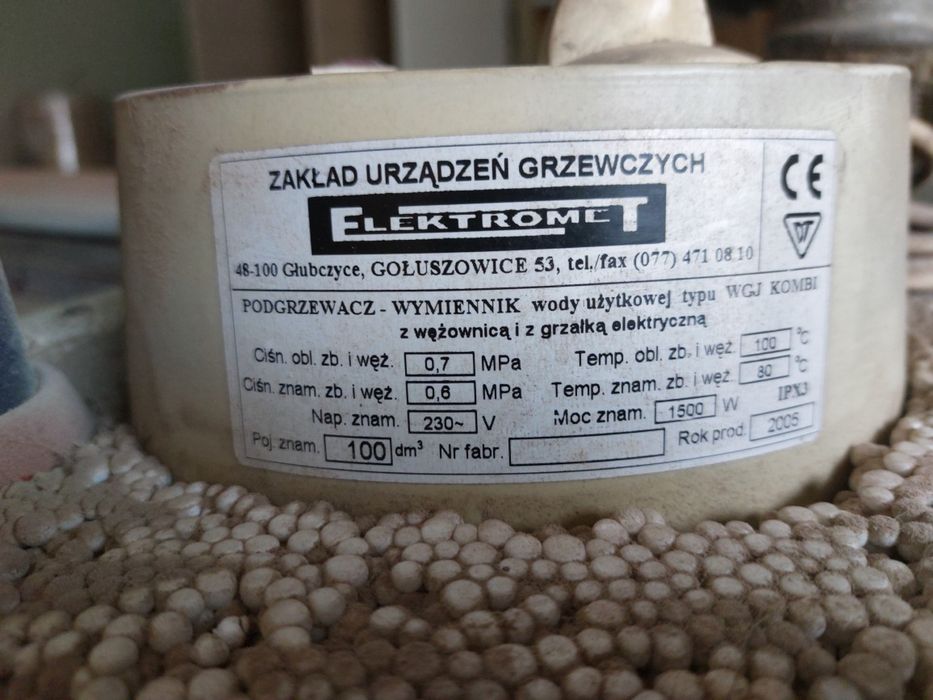 ZAKŁAD URZĄDZEŃ GRZEWCZYCH
ELEKTROMET
48-100 Głubczyce, GOŁUSZOWICE 53, tel./fax (077) 471 08 10
CE
PODGRZEWACZ - WYMIENNIK wody użytkowej typu WGJ KOMBI
z wężownicą i z grzałką elektryczną
Ciśn. obl. zb. i węż. 0,7 MPa Temp. obl. zb. i węż. 100 °C
Ciśn. znam. zb. i węż. 0,6 MPa Temp. znam. zb. i węż. 80 °C
IPX3
Nap. znam. 230~ V Moc znam. 1500 W
Poj. znam. 100 dm³ Nr fabr. Rok prod. 2005